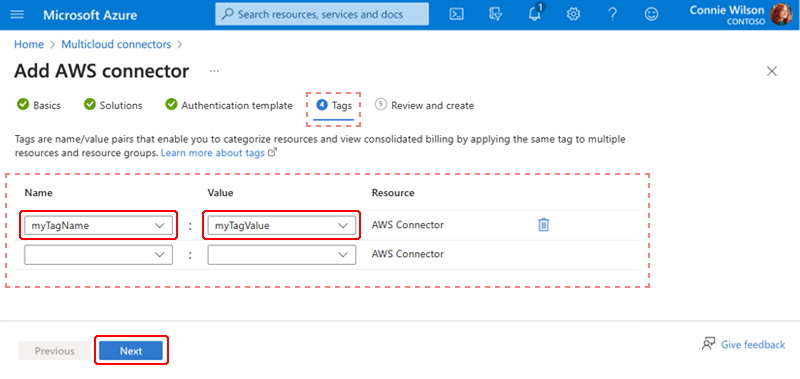 Microsoft Azure
Search resources, services and docs
1
Connie Wilson
CONTOSO
Home > Multicloud connectors >
Add AWS connector ...
Basics
Solutions
Authentication template
4 Tags
5 Review and create
Tags are name/value pairs that enable you to categorize resources and view consolidated billing by applying the same tag to multiple
resources and resource groups. Learn more about tags
Name Value Resource
myTagName : myTagValue AWS Connector
: AWS Connector
Previous Next
Give feedback